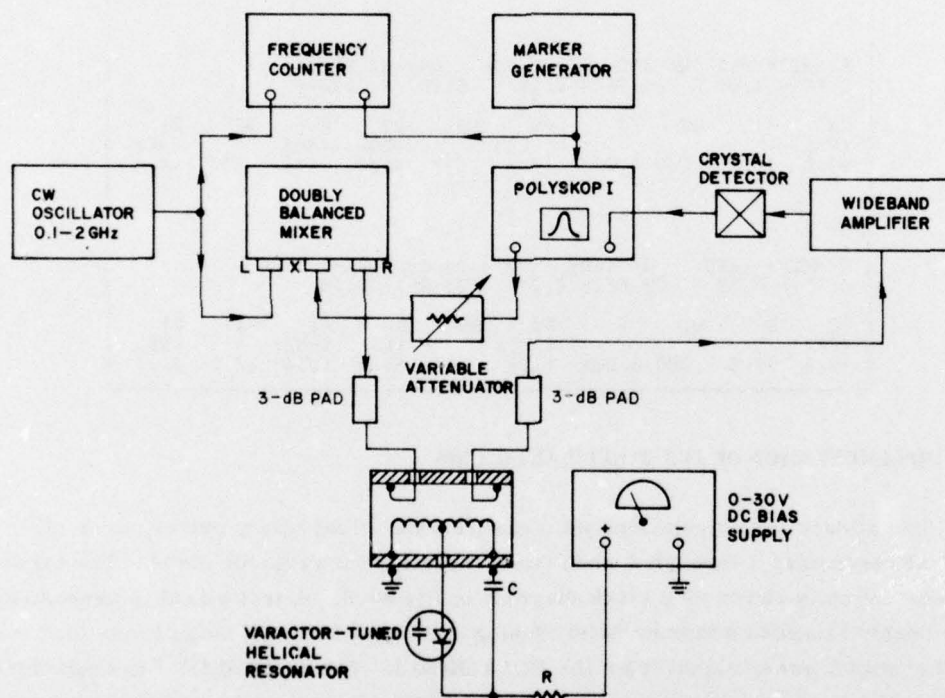 FREQUENCY
COUNTER
MARKER
GENERATOR
CW
OSCILLATOR
0.1–2 GHz
DOUBLY
BALANCED
MIXER
L X R
POLYSKOP I
CRYSTAL
DETECTOR
WIDEBAND
AMPLIFIER
VARIABLE
ATTENUATOR
3-dB PAD
3-dB PAD
0-30V
DC BIAS
SUPPLY
C
VARACTOR-TUNED
HELICAL
RESONATOR
R